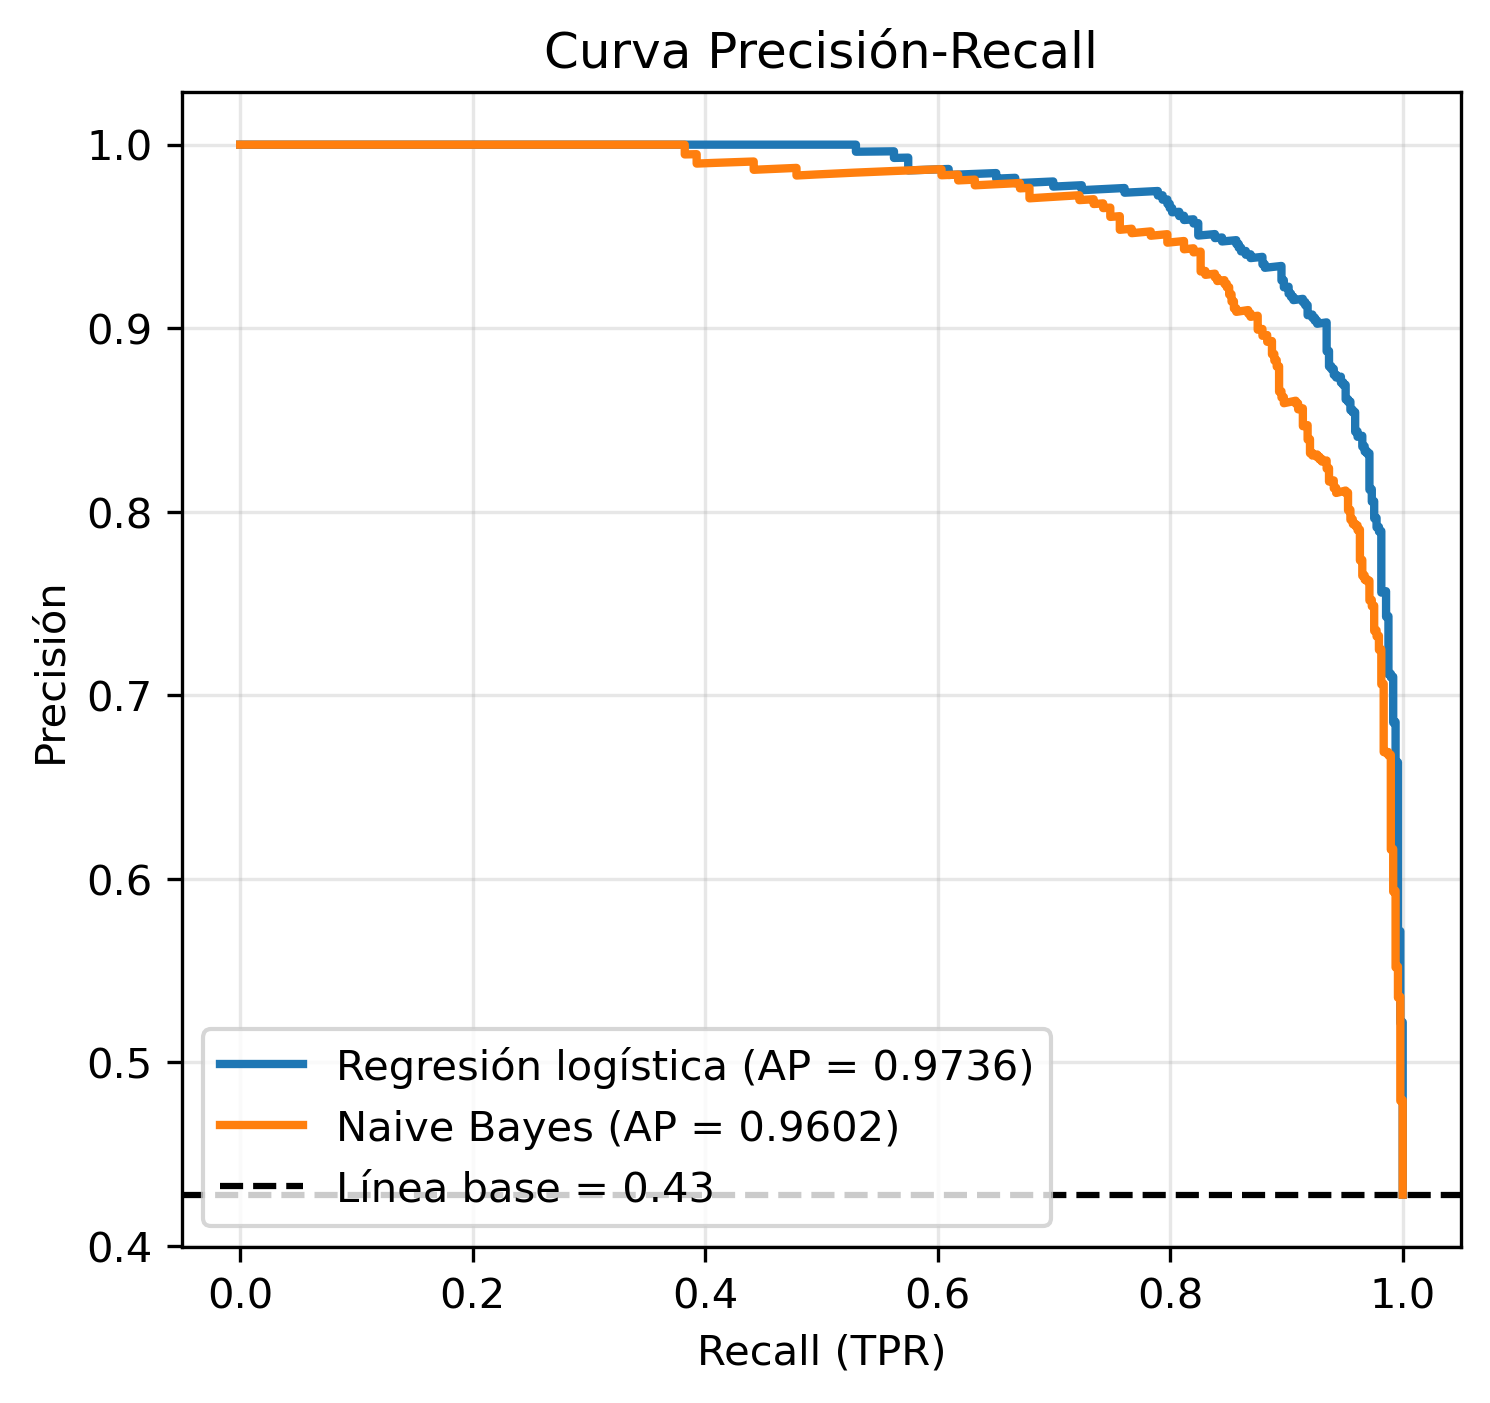 Curva Precisión-Recall
1.0
0.9
0.8
0.7
0.6
0.5
0.4
Precisión
Regresión logística (AP = 0.9736)
Naive Bayes (AP = 0.9602)
Línea base = 0.43
0.0 0.2 0.4 0.6 0.8 1.0
Recall (TPR)